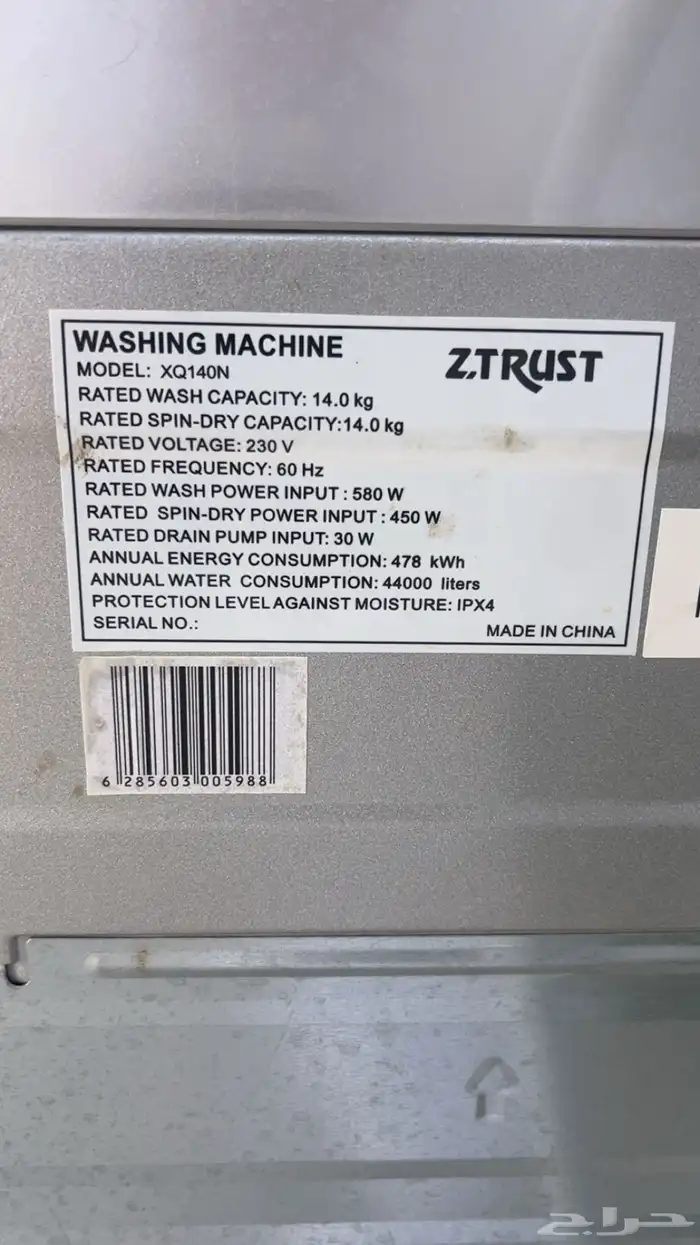 WASHING MACHINE
Z.TRUST
MODEL: XQ140N
RATED WASH CAPACITY: 14.0 kg
RATED SPIN-DRY CAPACITY:14.0 kg
RATED VOLTAGE: 230 V
RATED FREQUENCY: 60 Hz
RATED WASH POWER INPUT : 580 W
RATED SPIN-DRY POWER INPUT : 450 W
RATED DRAIN PUMP INPUT: 30 W
ANNUAL ENERGY CONSUMPTION: 478 kWh
ANNUAL WATER CONSUMPTION: 44000 liters
PROTECTION LEVEL AGAINST MOISTURE: IPX4
SERIAL NO.:
MADE IN CHINA
6 285603 005988
حراج